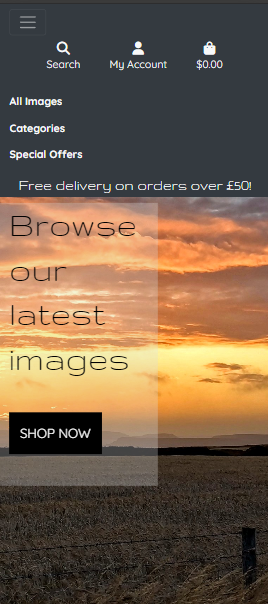 Search My Account $0.00
All Images
Categories
Special Offers
Free delivery on orders over £50!
Browse
our
latest
images
SHOP NOW